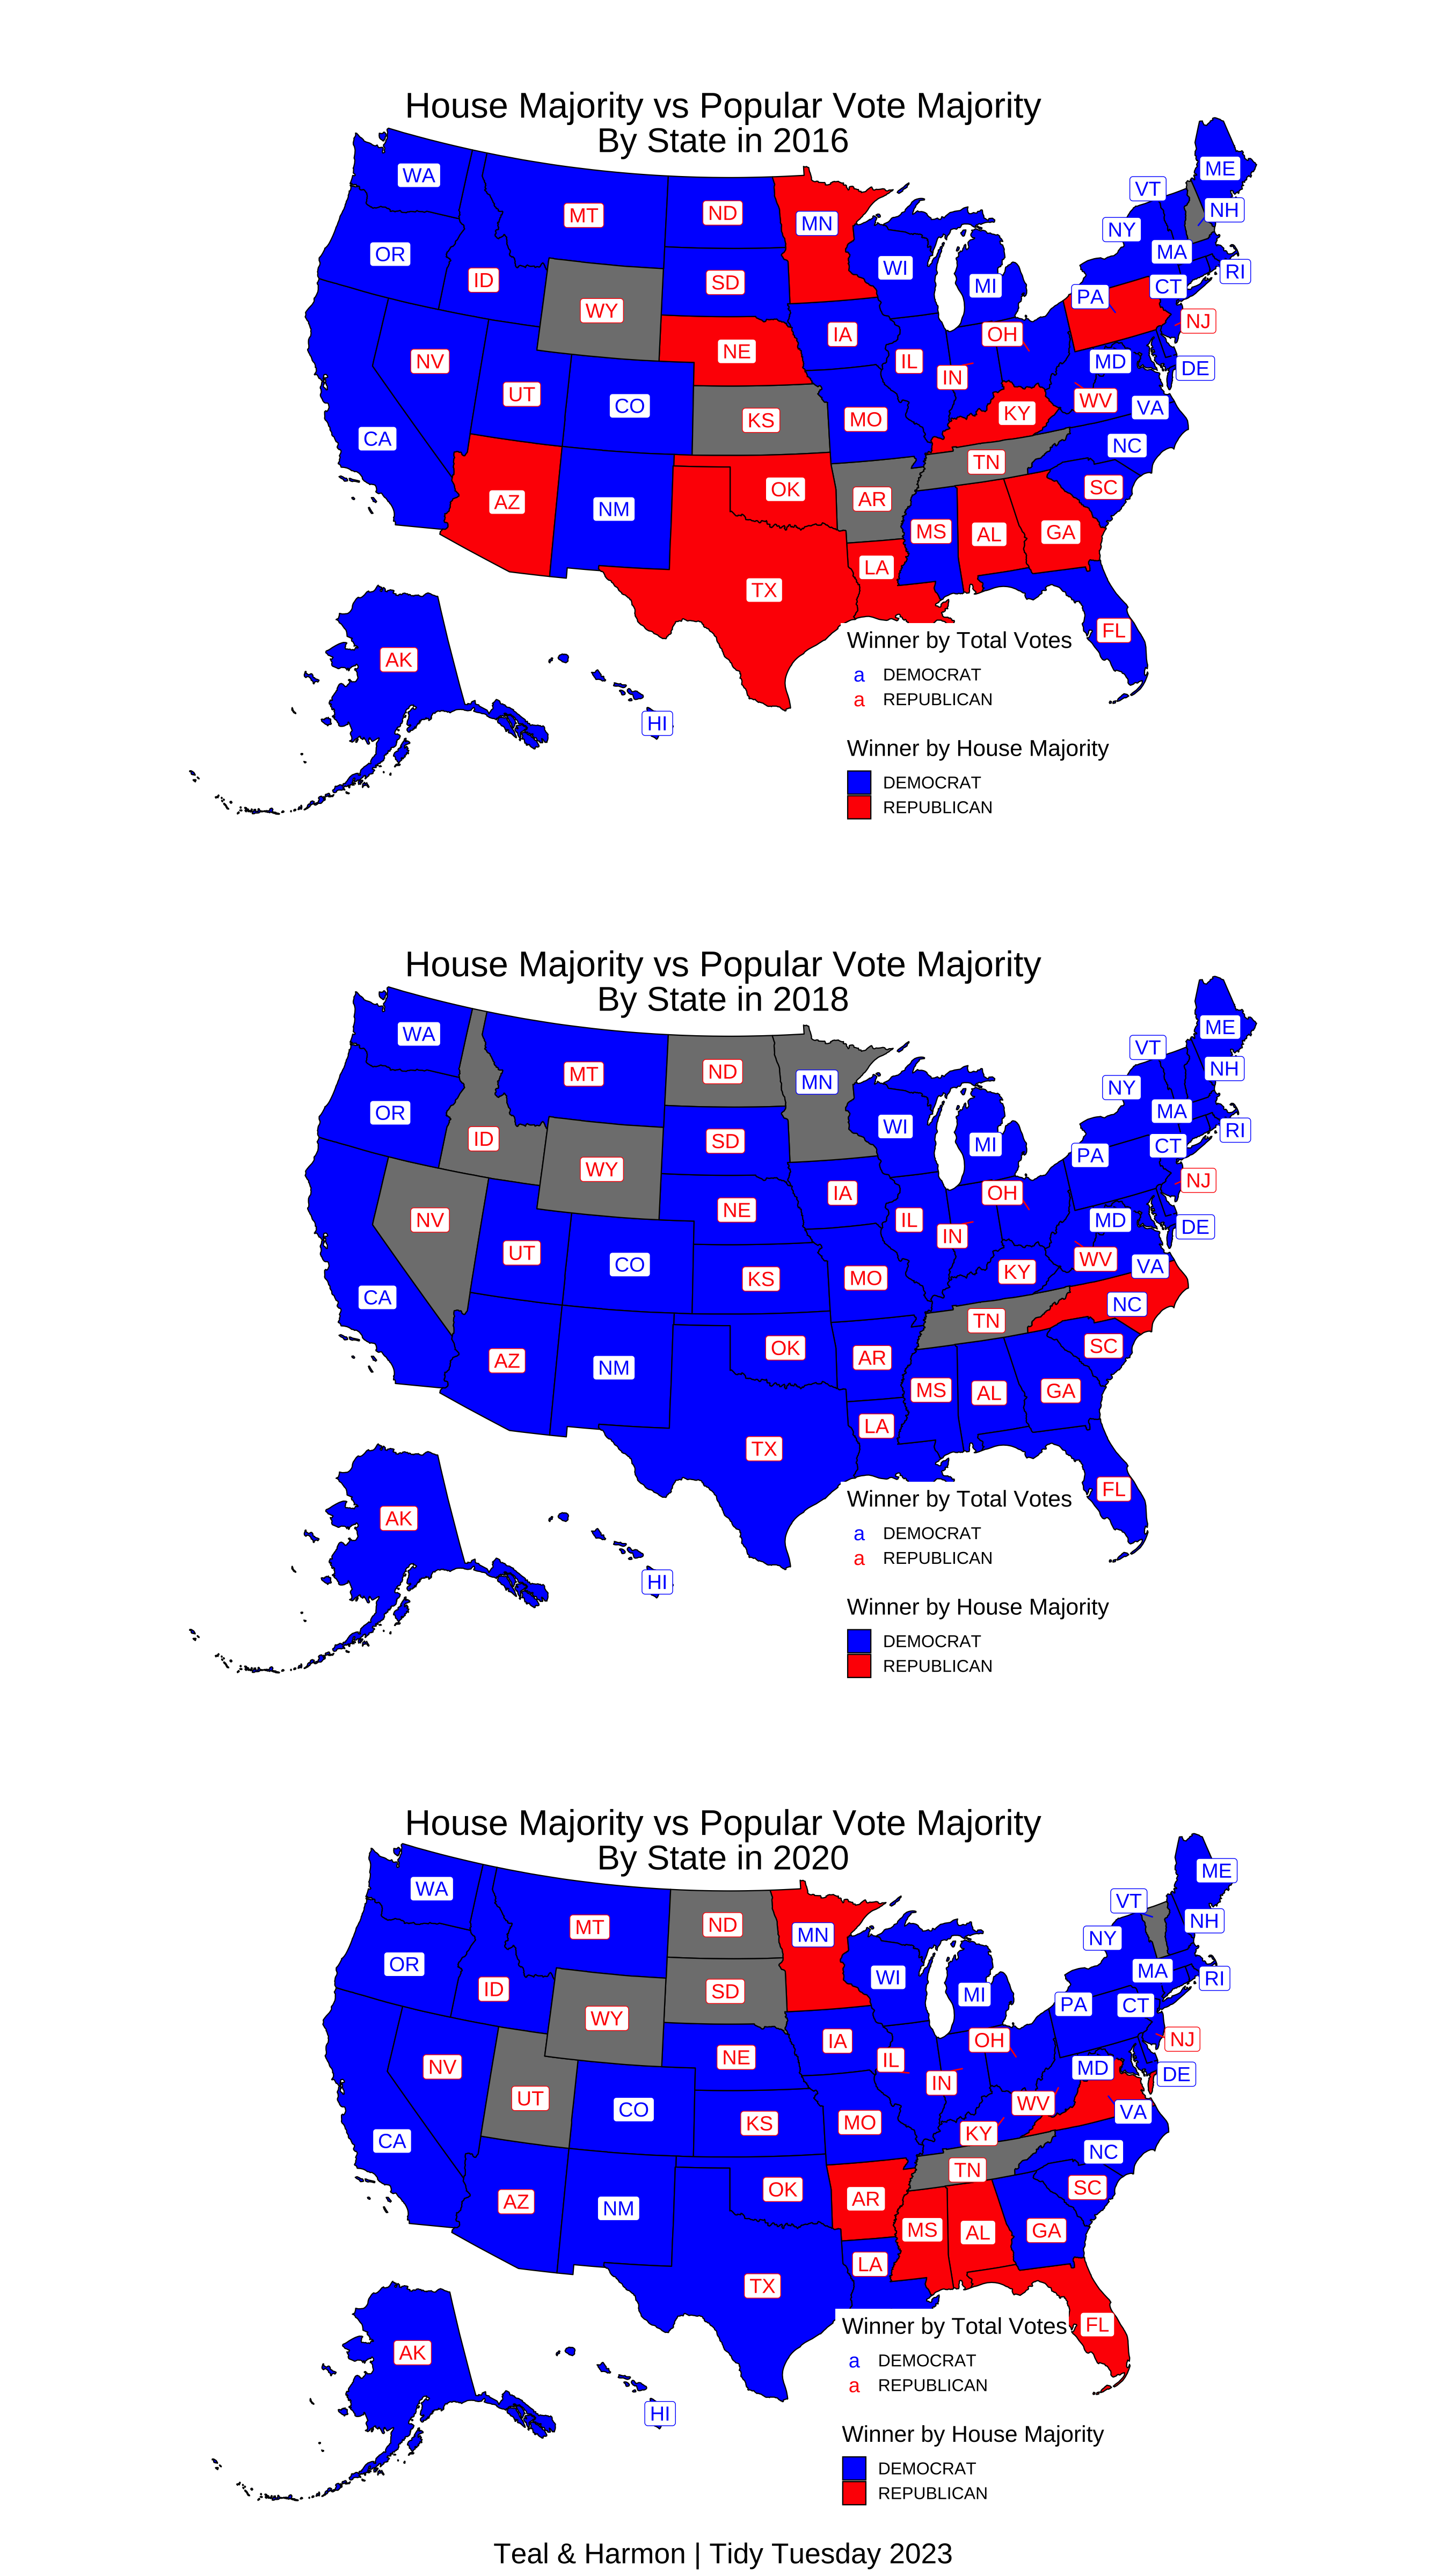 House Majority vs Popular Vote Majority
By State in 2016
WA
MT
ND
MN
ME
VT
NH
NY
OR
ID
SD
WI
MA
MI
RI
CT
PA
WY
NJ
NV
NE
IA
OH
IL
IN
MD
DE
UT
CO
KS
MO
KY
WV
VA
CA
NC
TN
AZ
NM
OK
AR
SC
MS
AL
GA
LA
TX
FL
AK
HI
Winner by Total Votes
a DEMOCRAT
a REPUBLICAN
Winner by House Majority
DEMOCRAT
REPUBLICAN
House Majority vs Popular Vote Majority
By State in 2018
WA
MT
ND
MN
ME
VT
NH
NY
OR
ID
SD
WI
MA
MI
RI
CT
PA
WY
NJ
NV
NE
IA
OH
IL
IN
MD
DE
UT
CO
KS
MO
KY
WV
VA
CA
NC
TN
AZ
NM
OK
AR
SC
MS
AL
GA
LA
TX
FL
AK
HI
Winner by Total Votes
a DEMOCRAT
a REPUBLICAN
Winner by House Majority
DEMOCRAT
REPUBLICAN
House Majority vs Popular Vote Majority
By State in 2020
WA
MT
ND
MN
ME
VT
NH
NY
OR
ID
SD
WI
MA
MI
RI
CT
PA
WY
NJ
NV
NE
IA
OH
IL
IN
MD
DE
UT
CO
KS
MO
KY
WV
VA
CA
NC
TN
AZ
NM
OK
AR
SC
MS
AL
GA
LA
TX
FL
AK
HI
Winner by Total Votes
a DEMOCRAT
a REPUBLICAN
Winner by House Majority
DEMOCRAT
REPUBLICAN
Teal & Harmon | Tidy Tuesday 2023